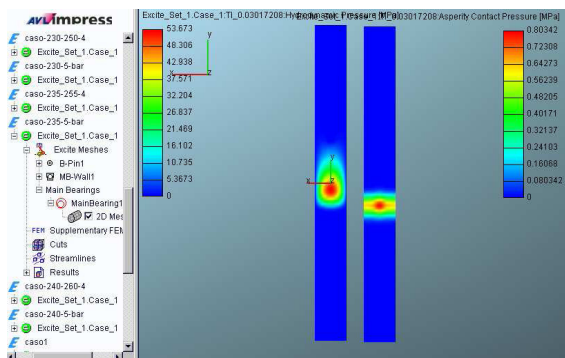 AVL impress
caso-230-250-4
Excite_Set_1.Case_1
caso-230-5-bar
Excite_Set_1.Case_1
caso-235-255-4
Excite_Set_1.Case_1
caso-235-5-bar
Excite_Set_1.Case_1
Excite Meshes
B-Pin1
MB-Wall1
Main Bearings
MainBearing1
2D Mes
FEM Supplementary FEM
Cuts
Streamlines
Results
caso-240-260-4
Excite_Set_1.Case_1
caso-240-5-bar
Excite_Set_1.Case_1
caso1
Excite_Set_1.Case_1:TI_0.03017208:Hydrodynamic Pressure [MPa]
53.673
48.306
42.938
37.571
32.204
26.837
21.469
16.102
10.735
5.3673
0
y
x
z
y
x
z
0.03017208:Asperity Contact Pressure [MPa]
0.80342
0.72308
0.64273
0.56239
0.48205
0.40171
0.32137
0.24103
0.16068
0.080342
0